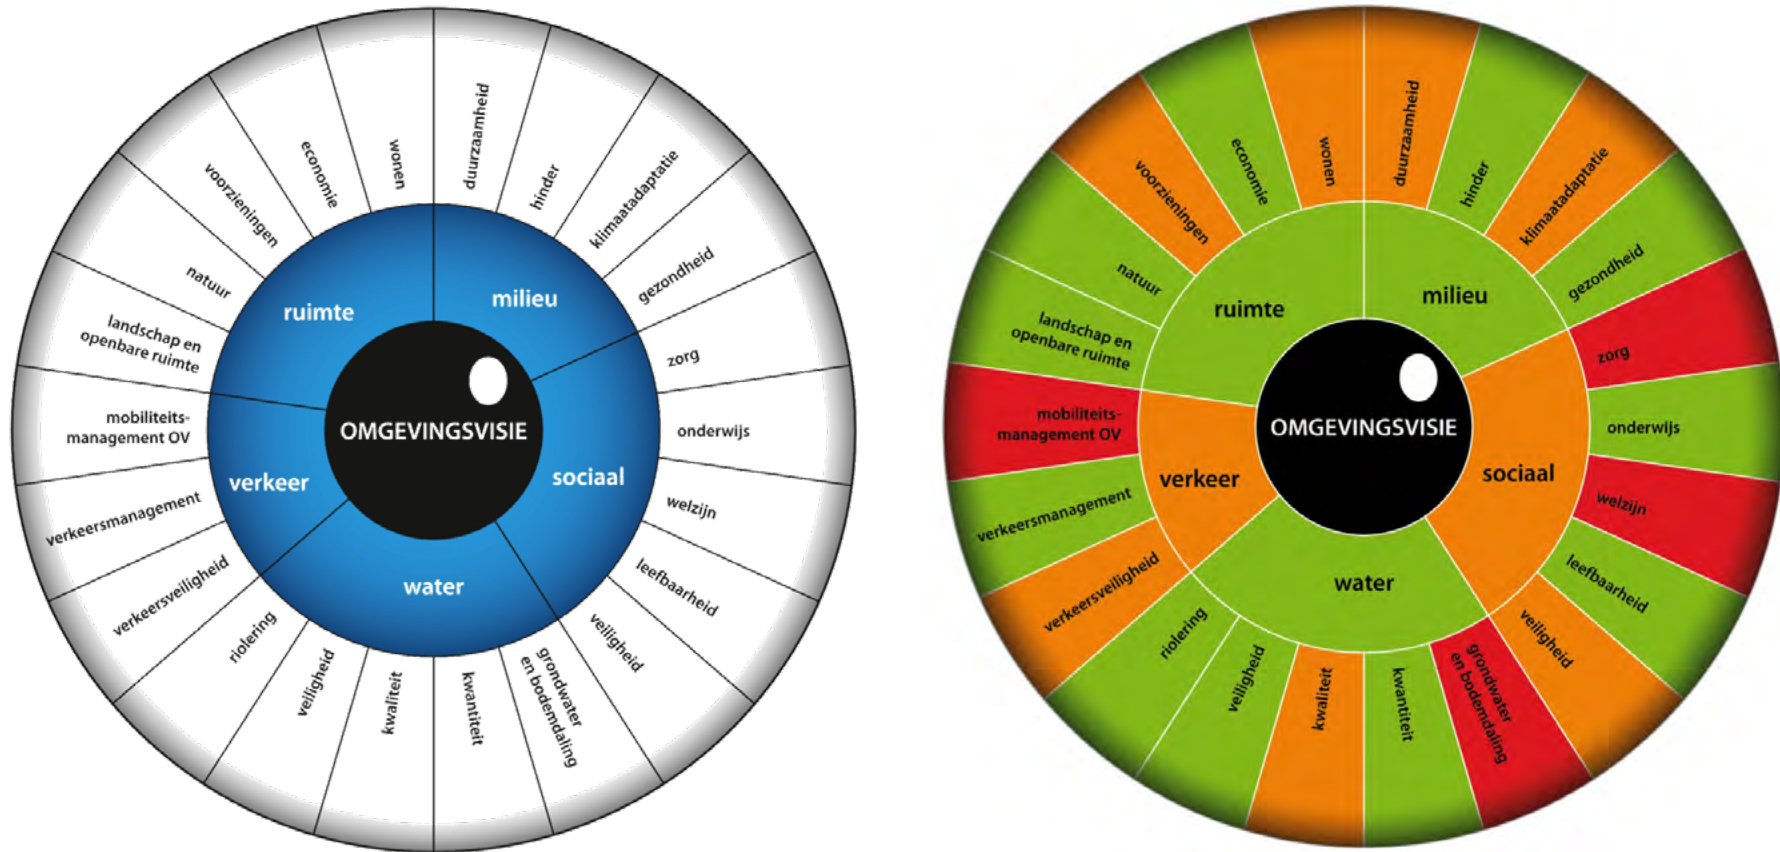 OMGEVINGSVISIE
ruimte
milieu
sociaal
water
verkeer
duurzaamheid
hinder
klimaatadaptatie
gezondheid
zorg
onderwijs
welzijn
leefbaarheid
veiligheid
grondwater
en bodemdaling
kwantiteit
kwaliteit
veiligheid
riolering
verkeersveiligheid
verkeersmanagement
mobiliteits-
management OV
landschap en
openbare ruimte
natuur
voorzieningen
economie
wonen
OMGEVINGSVISIE
ruimte
milieu
sociaal
water
verkeer
duurzaamheid
hinder
klimaatadaptatie
gezondheid
zorg
onderwijs
welzijn
leefbaarheid
veiligheid
grondwater
en bodemdaling
kwantiteit
kwaliteit
veiligheid
riolering
verkeersveiligheid
verkeersmanagement
mobiliteits-
management OV
landschap en
openbare ruimte
natuur
voorzieningen
economie
wonen